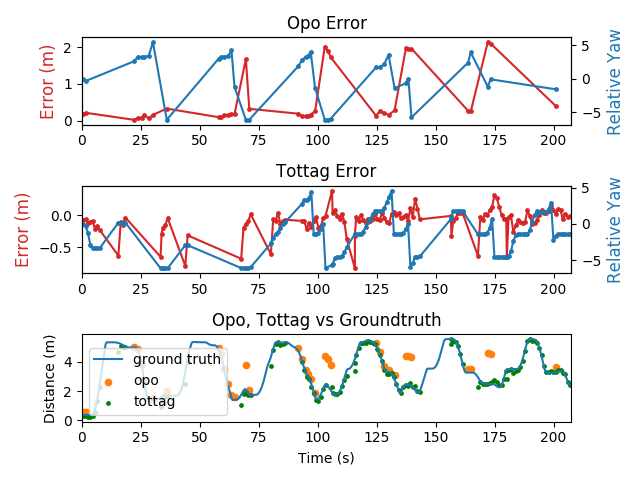 Opo Error
Error (m)
2
1
0
5
0
−5
Relative Yaw
0 25 50 75 100 125 150 175 200
Tottag Error
Error (m)
0.0
−0.5
5
0
−5
Relative Yaw
0 25 50 75 100 125 150 175 200
Opo, Tottag vs Groundtruth
Distance (m)
4
2
0
ground truth
opo
tottag
0 25 50 75 100 125 150 175 200
Time (s)